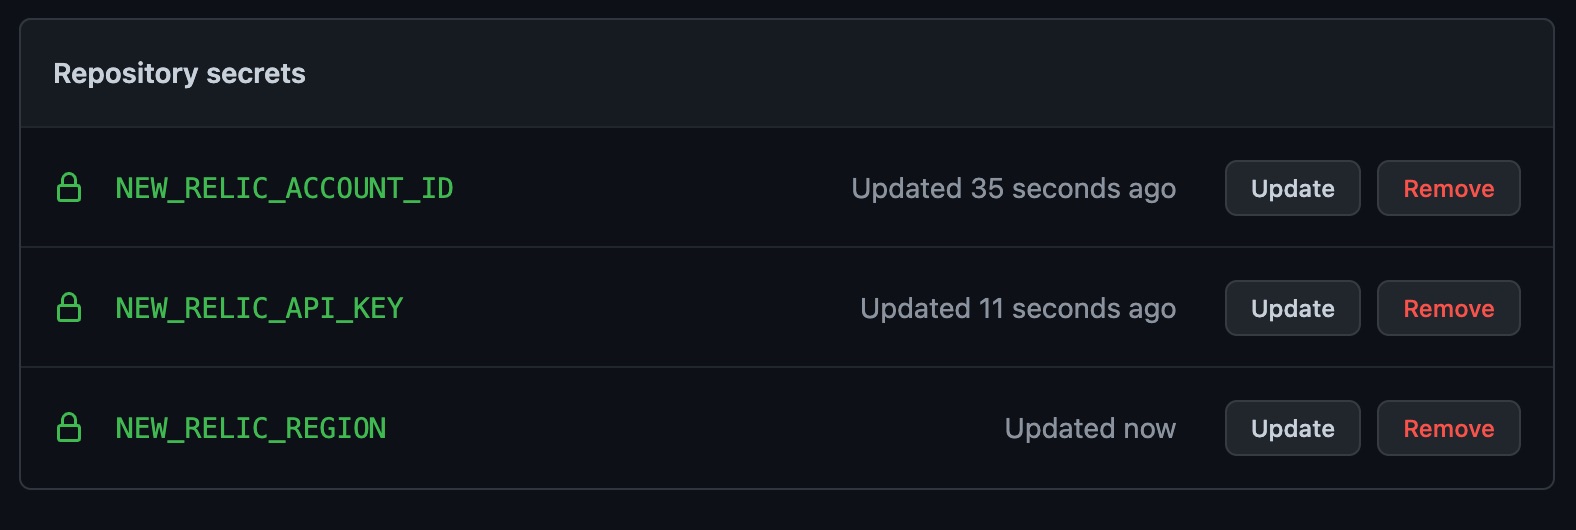 Repository secrets
NEW_RELIC_ACCOUNT_ID Updated 35 seconds ago Update Remove
NEW_RELIC_API_KEY Updated 11 seconds ago Update Remove
NEW_RELIC_REGION Updated now Update Remove